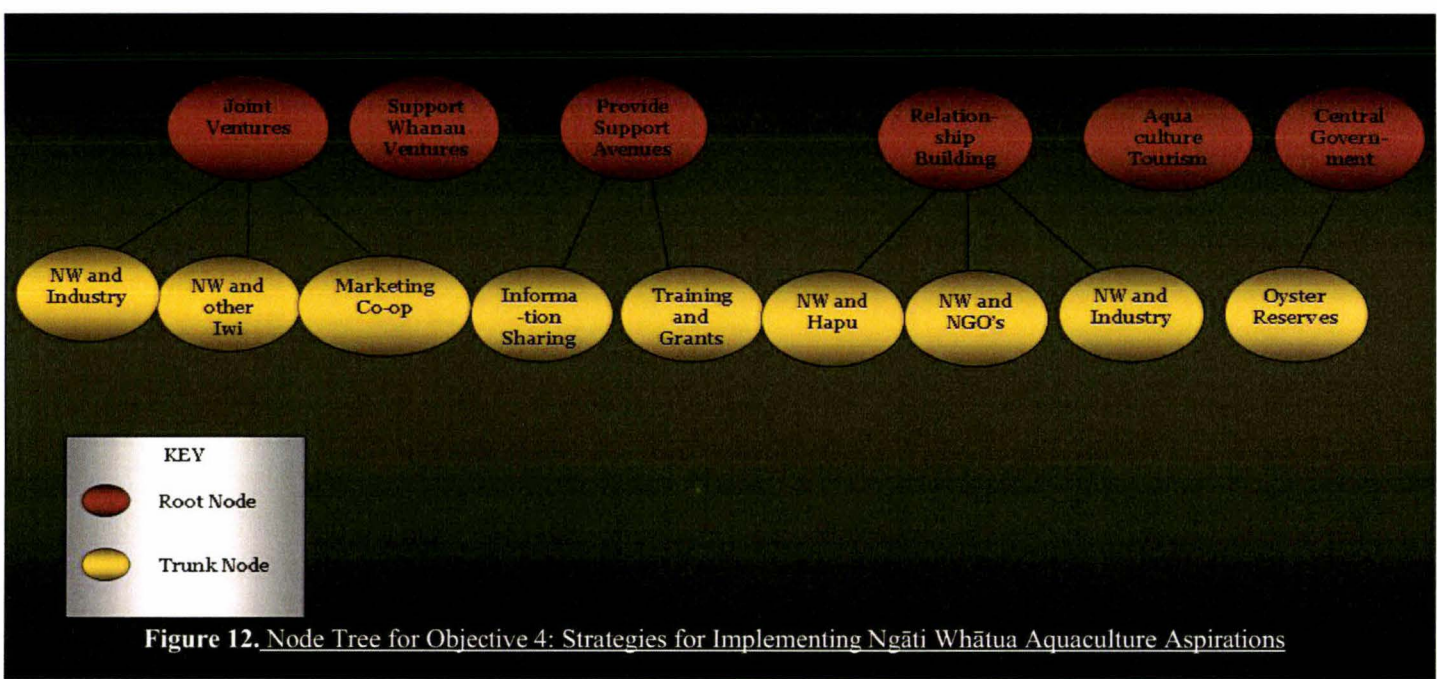 Joint
Ventures
Support
Whanau
Ventures
Provide
Support
Avenues
Relation-
ship
Building
Aqua
culture
Tourism
Central
Govern-
ment
NW and
Industry
NW and
other
Iwi
Marketing
Co-op
Informa
-tion
Sharing
Training
and
Grants
NW and
Hapu
NW and
NGO's
NW and
Industry
Oyster
Reserves
KEY
Root Node
Trunk Node
Figure 12. Node Tree for Objective 4: Strategies for Implementing Ngāti Whātua Aquaculture Aspirations